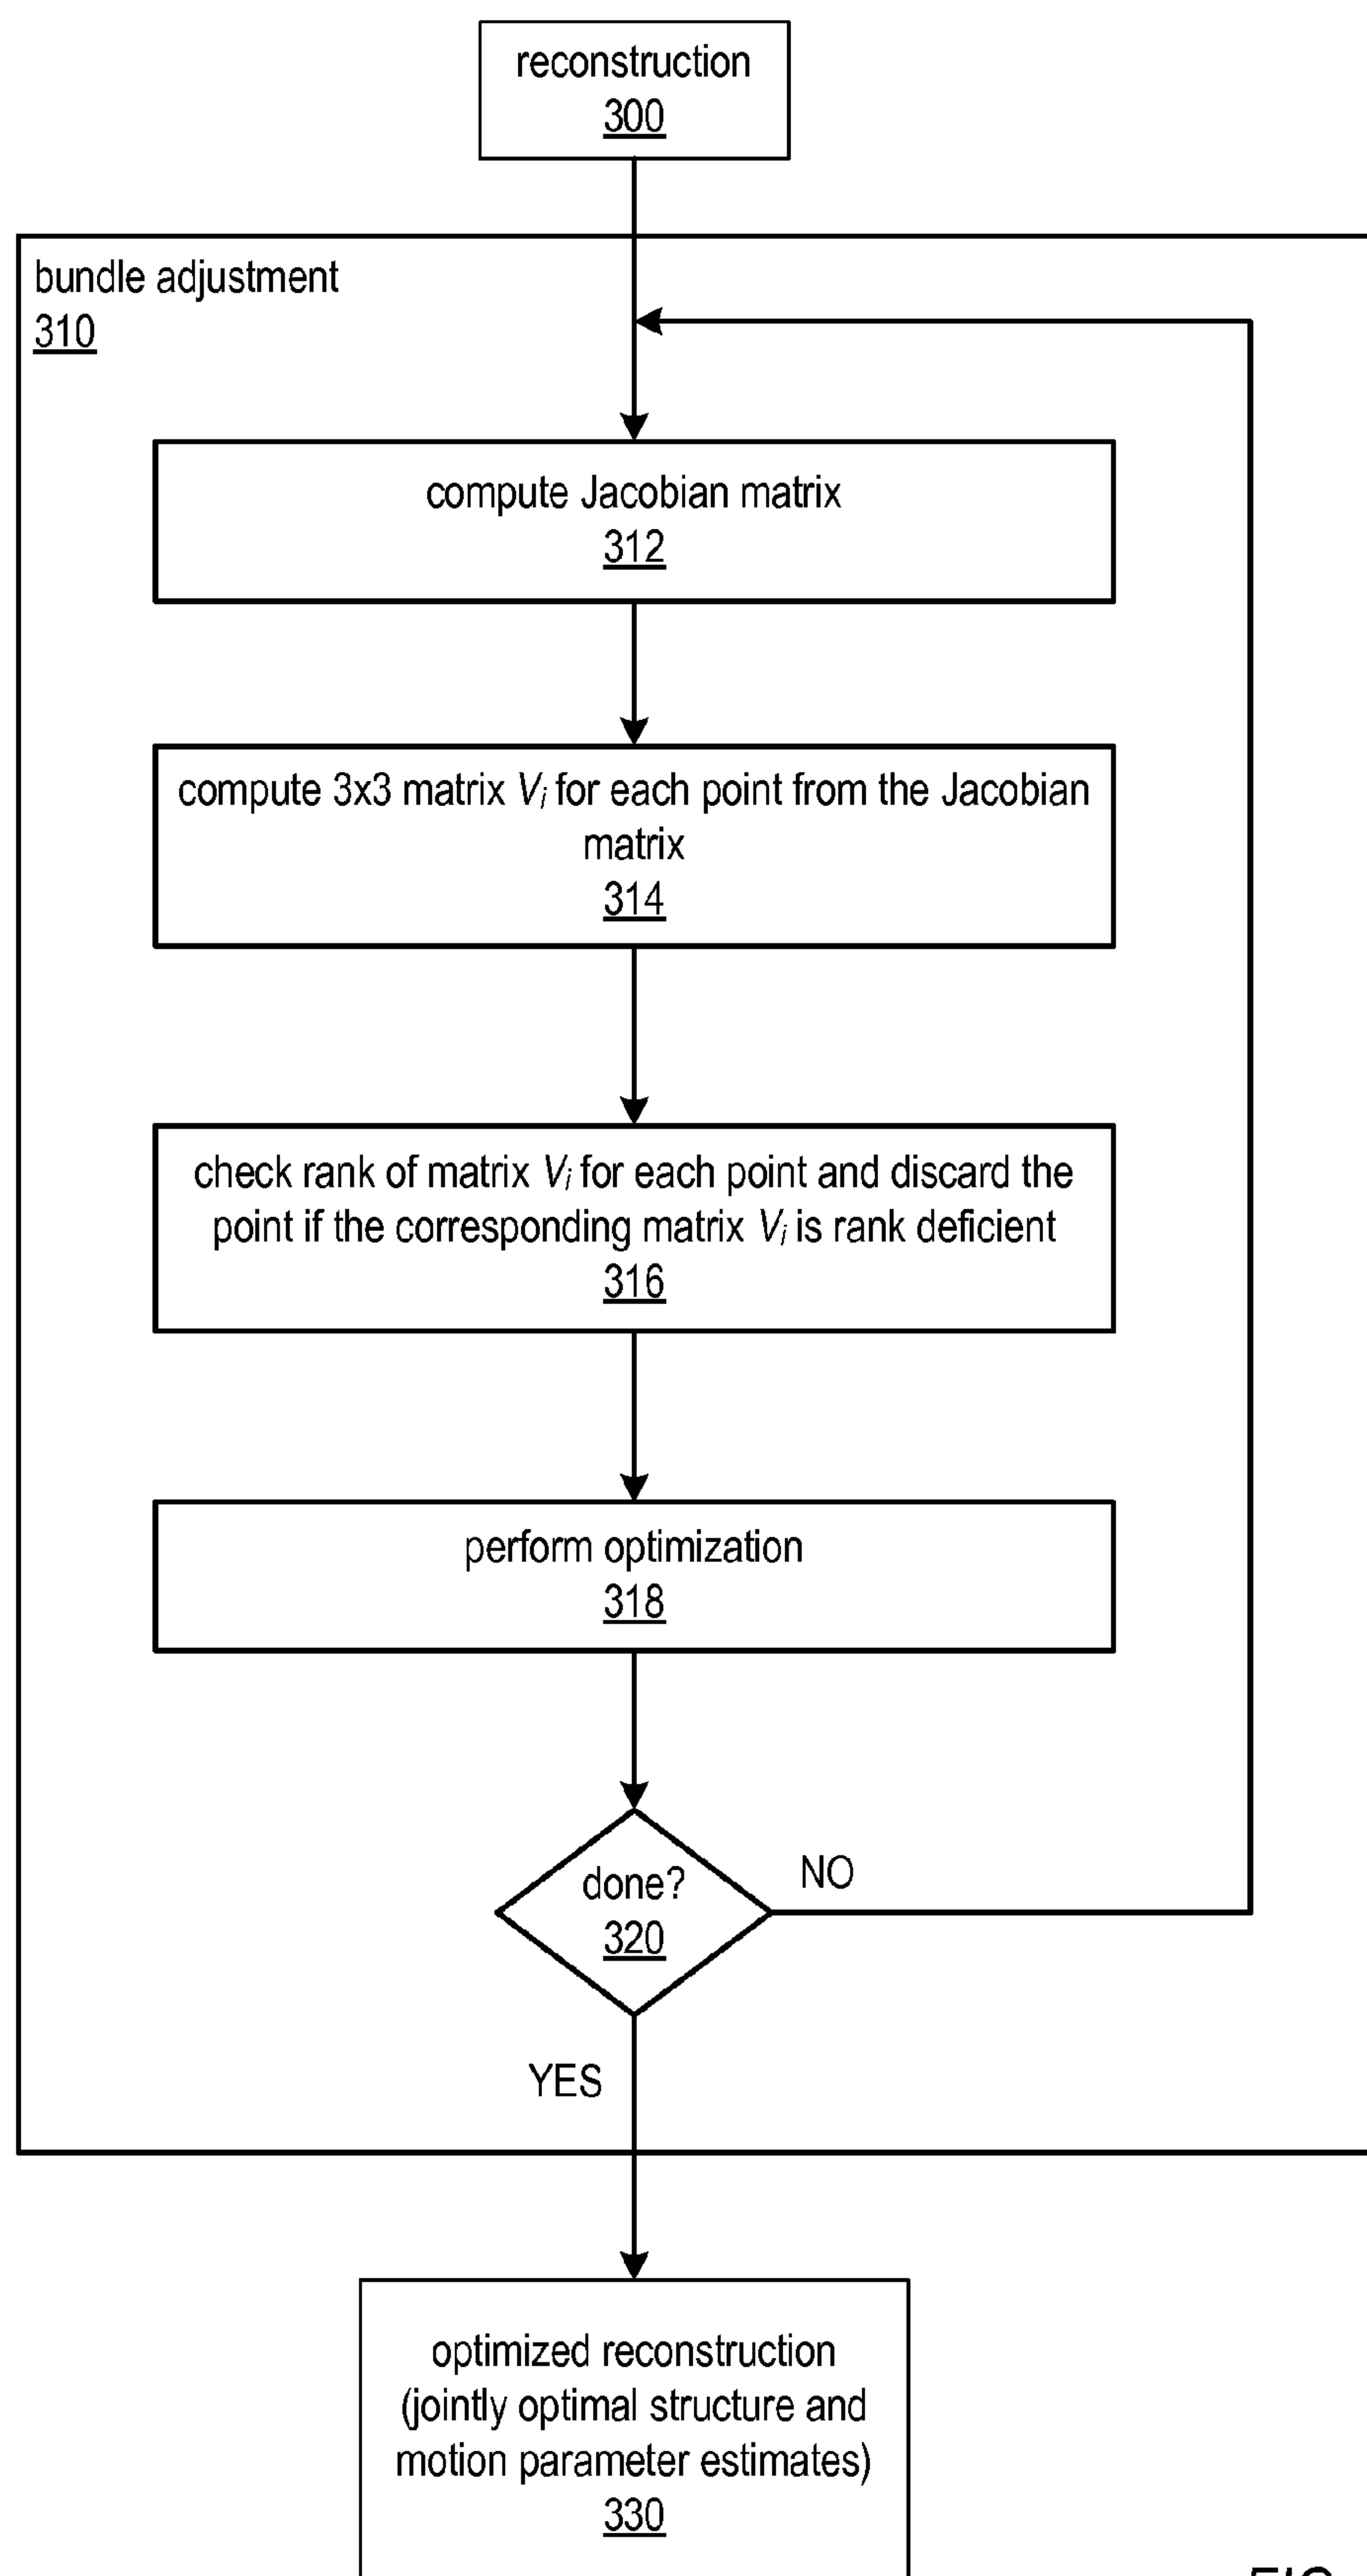 reconstruction
300
bundle adjustment
310
compute Jacobian matrix
312
compute 3x3 matrix Vi for each point from the Jacobian
matrix
314
check rank of matrix Vi for each point and discard the
point if the corresponding matrix Vi is rank deficient
316
perform optimization
318
done?
320
NO
YES
optimized reconstruction
(jointly optimal structure and
motion parameter estimates)
330